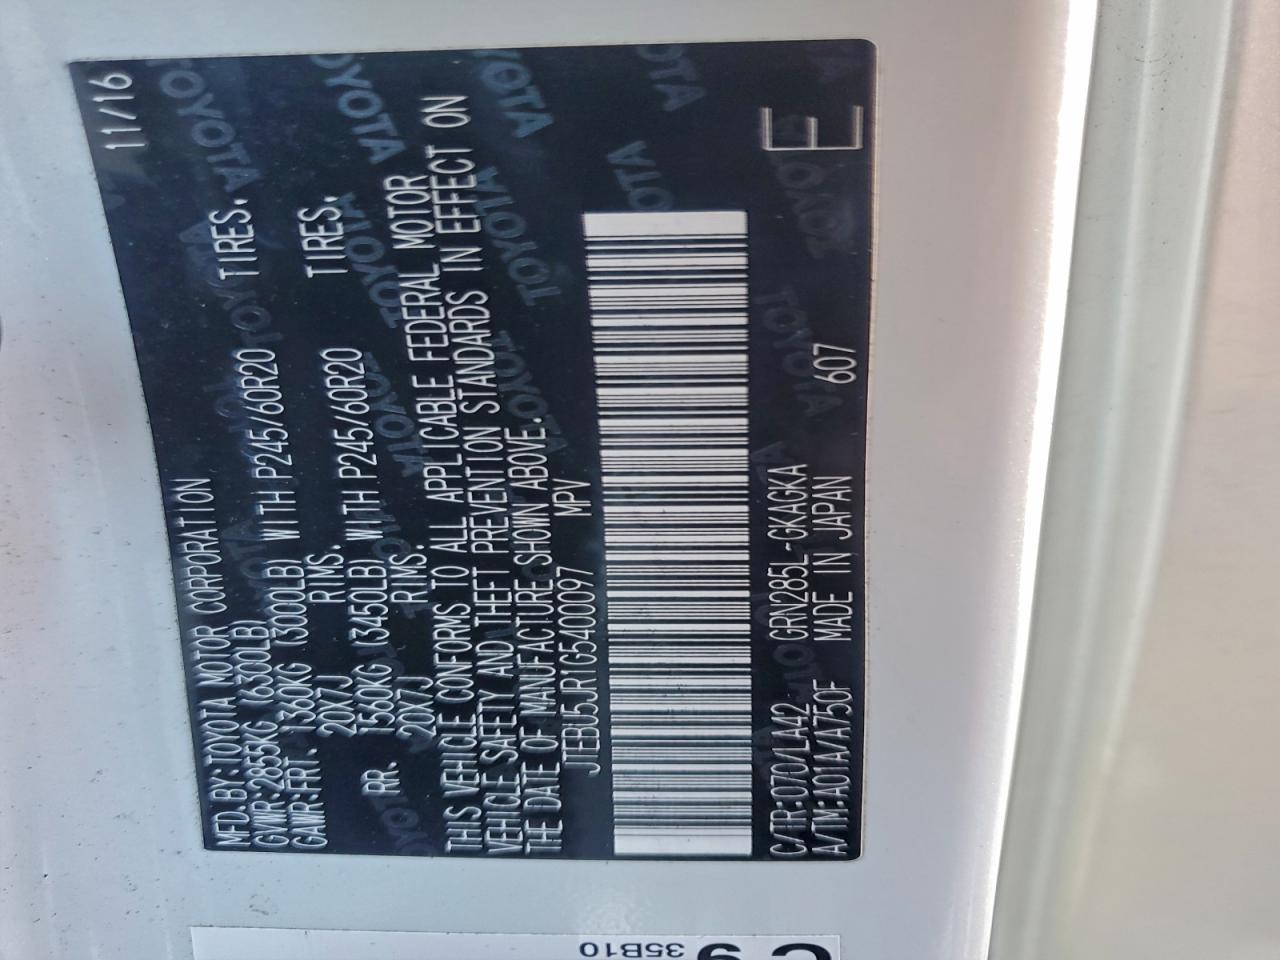 MFD.BY:TOYOTA MOTOR CORPORATION 11/16
GVWR:2855KG (6300LB)
GAWR:FRT. 1360KG (3000LB) WITH P245/60R20 TIRES.
20X7J RIMS.
RR. 1560KG (3450LB) WITH P245/60R20 TIRES.
20X7J RIMS.
THIS VEHICLE CONFORMS TO ALL APPLICABLE FEDERAL MOTOR
VEHICLE SAFETY AND THEFT PREVENTION STANDARDS IN EFFECT ON
THE DATE OF MANUFACTURE SHOWN ABOVE.
JTEBU5JR1G5400097 MPV
C/TR:070/LA42 GRN285L-GKAGKA
A/TM:A01A/A750F MADE IN JAPAN 607 E
35B10